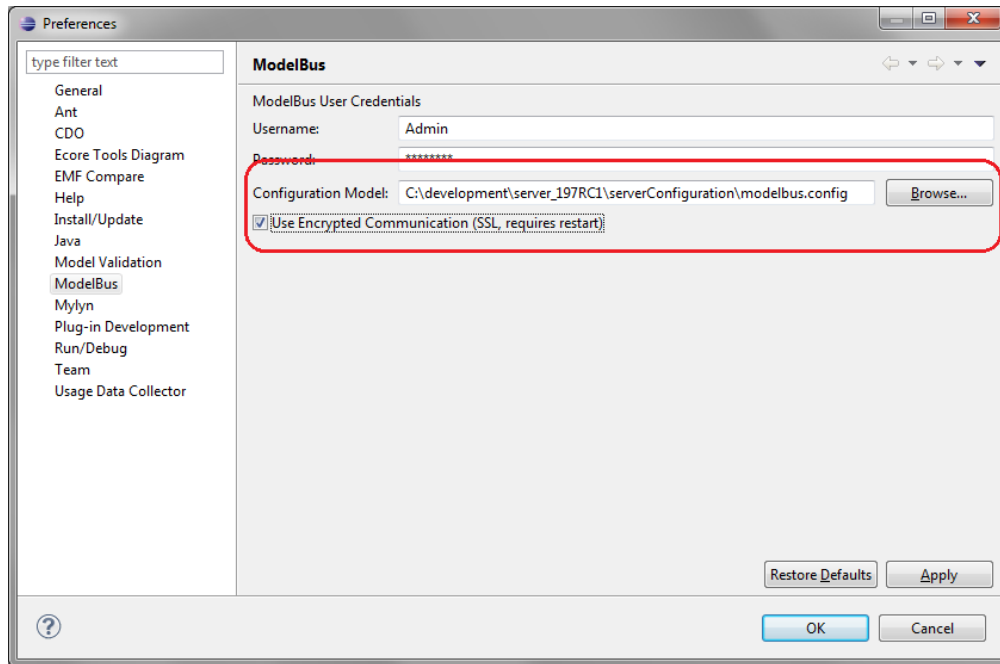 Preferences
type filter text
ModelBus
General
Ant
CDO
Ecore Tools Diagram
EMF Compare
Help
Install/Update
Java
Model Validation
ModelBus
Mylyn
Plug-in Development
Run/Debug
Team
Usage Data Collector
ModelBus User Credentials
Username: Admin
Password: ********
Configuration Model: C:\development\server_197RC1\serverConfiguration\modelbus.config Browse...
Use Encrypted Communication (SSL, requires restart)
Restore Defaults Apply
? OK Cancel